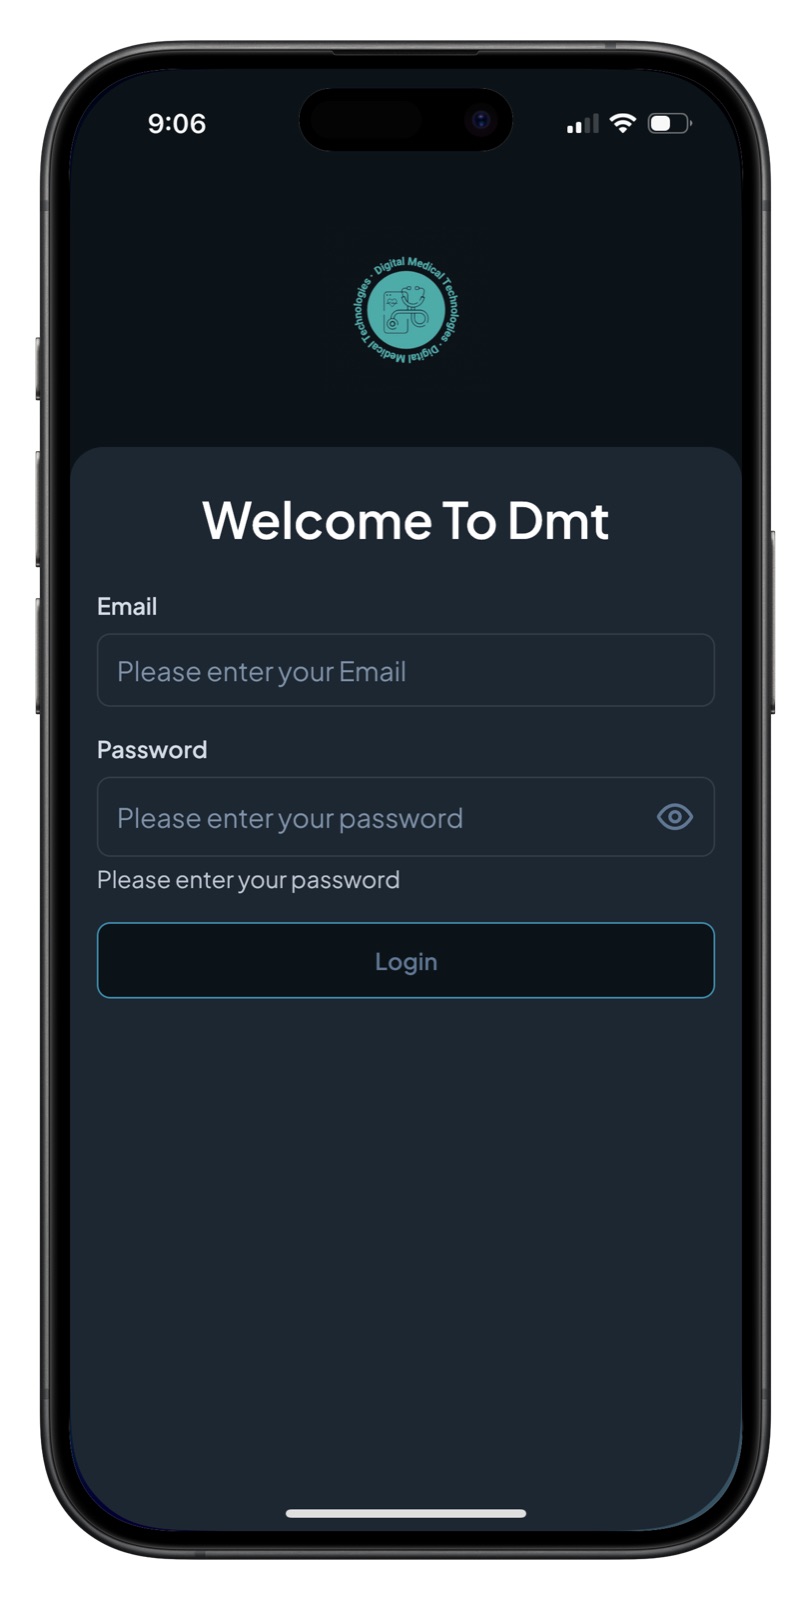 9:06
Digital Medical Technologies · Digital Medical Technologies ·
Welcome To Dmt
Email
Please enter your Email
Password
Please enter your password
Please enter your password
Login